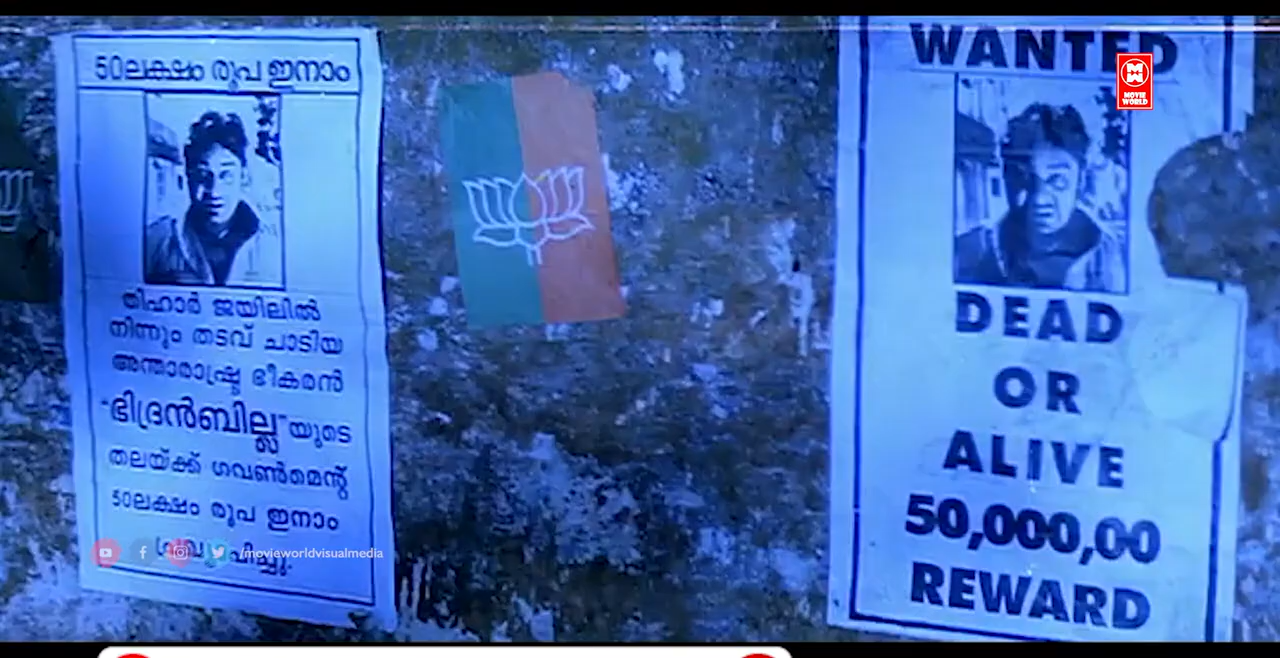 50ലക്ഷം രൂപ ഇനാം
തിഹാർ ജയിലിൽ
നിന്നും തടവ് ചാടിയ
അന്താരാഷ്ട്ര ഭീകരൻ
"ഭിദ്രൻബില്ല"യുടെ
തലയ്ക്ക് ഗവൺമെന്റ്
50ലക്ഷം രൂപ ഇനാം
WANTED
DEAD
OR
ALIVE
50,000,00
REWARD
MOVIE
WORLD
/movieworldvisualmedia